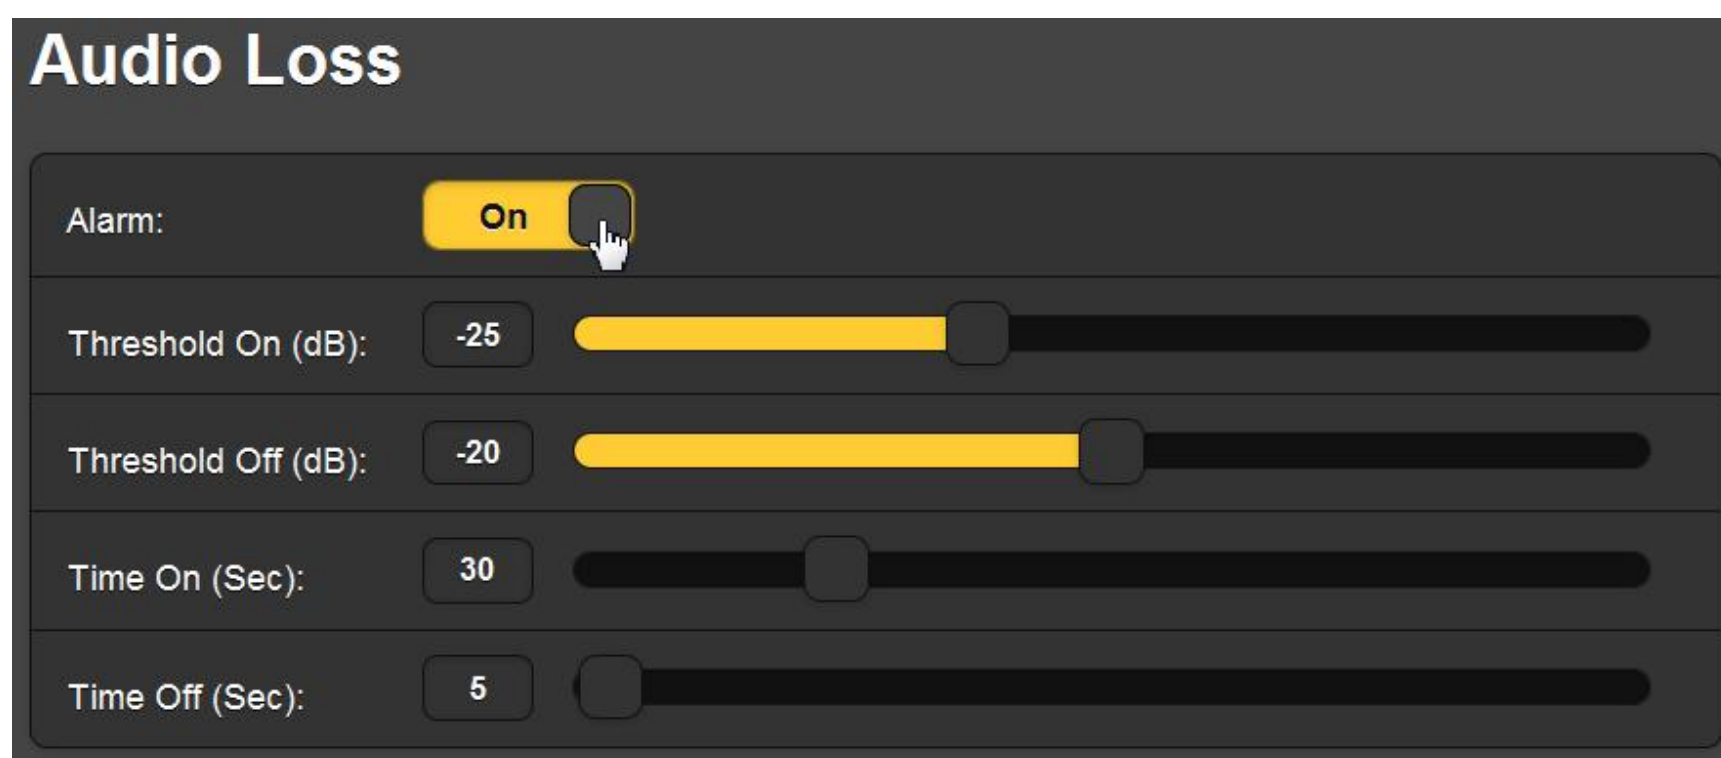 Audio Loss
Alarm: On
Threshold On (dB): -25
Threshold Off (dB): -20
Time On (Sec): 30
Time Off (Sec): 5